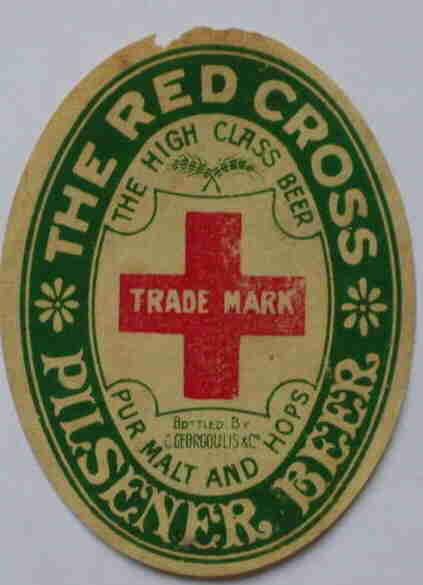 THE RED CROSS
THE HIGH CLASS BEER
TRADE MARK
BOTTLED BY
C. GEORGOULIS & Co
PUR MALT AND HOPS
PILSENER BEER